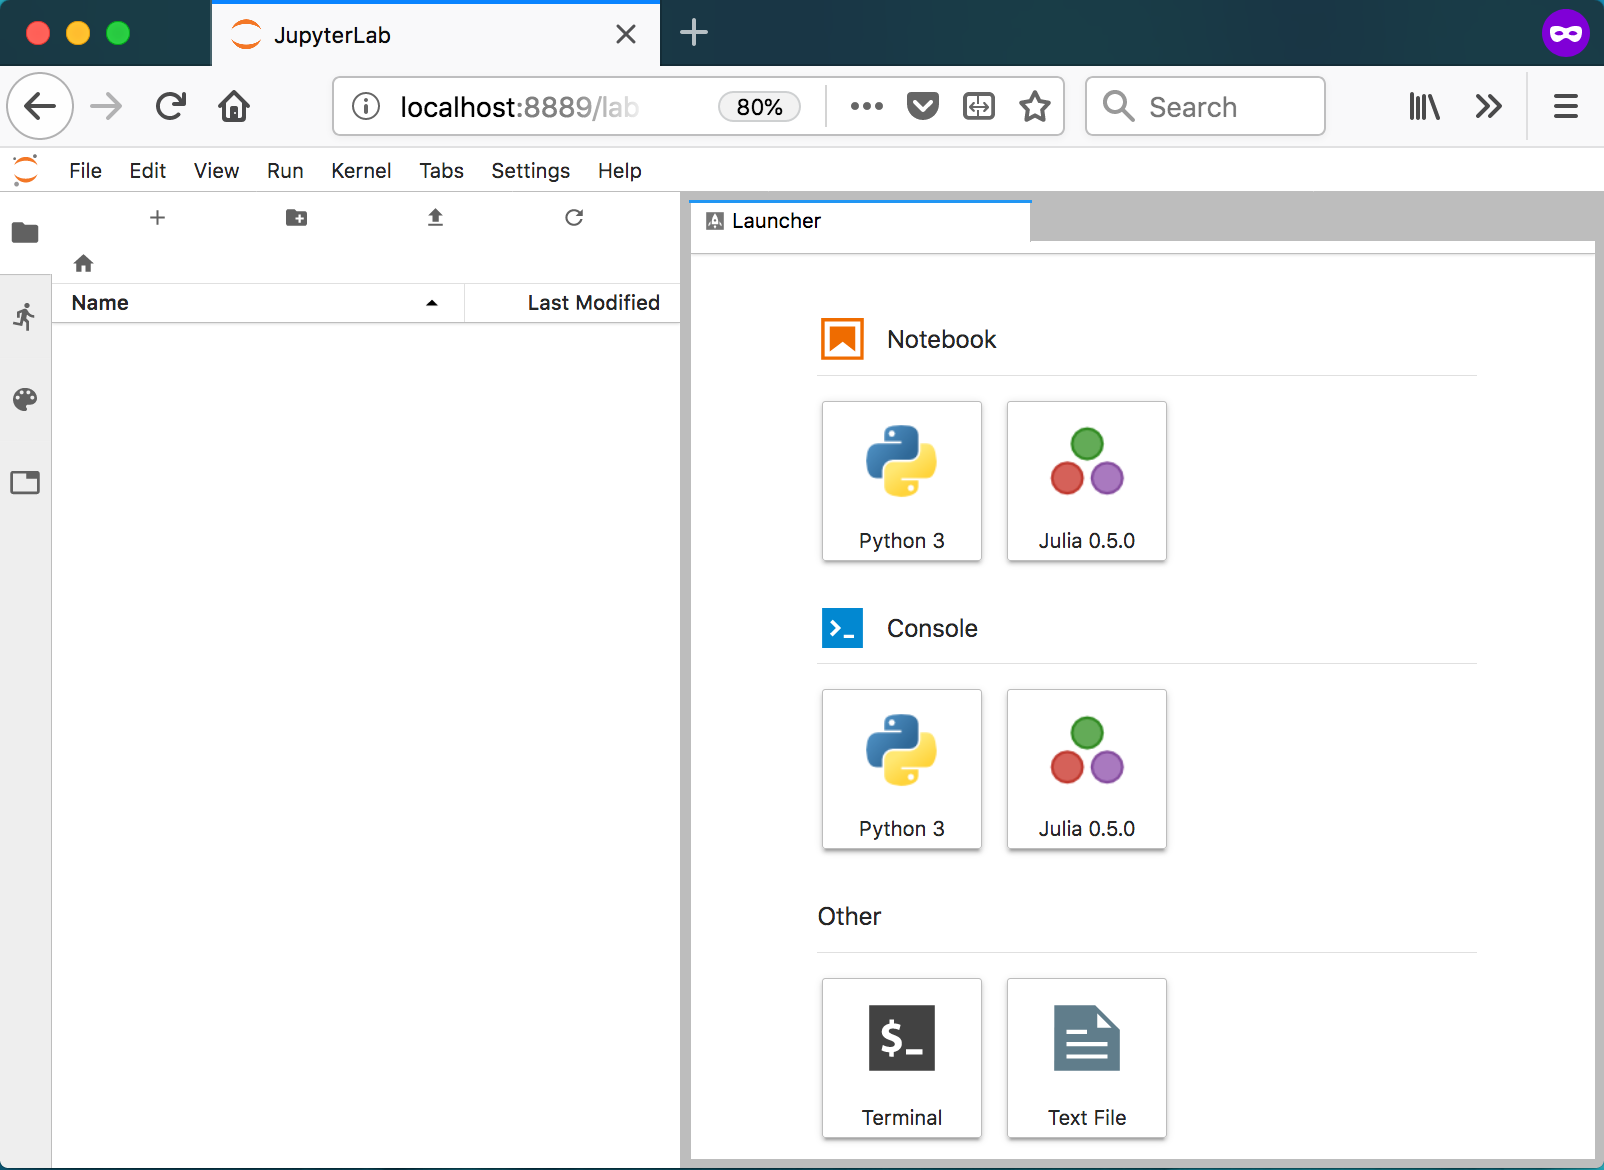 JupyterLab
localhost:8889/lab
80%
Search
File Edit View Run Kernel Tabs Settings Help
Launcher
Name
Last Modified
Notebook
Python 3
Julia 0.5.0
Console
Python 3
Julia 0.5.0
Other
$_
Terminal
Text File